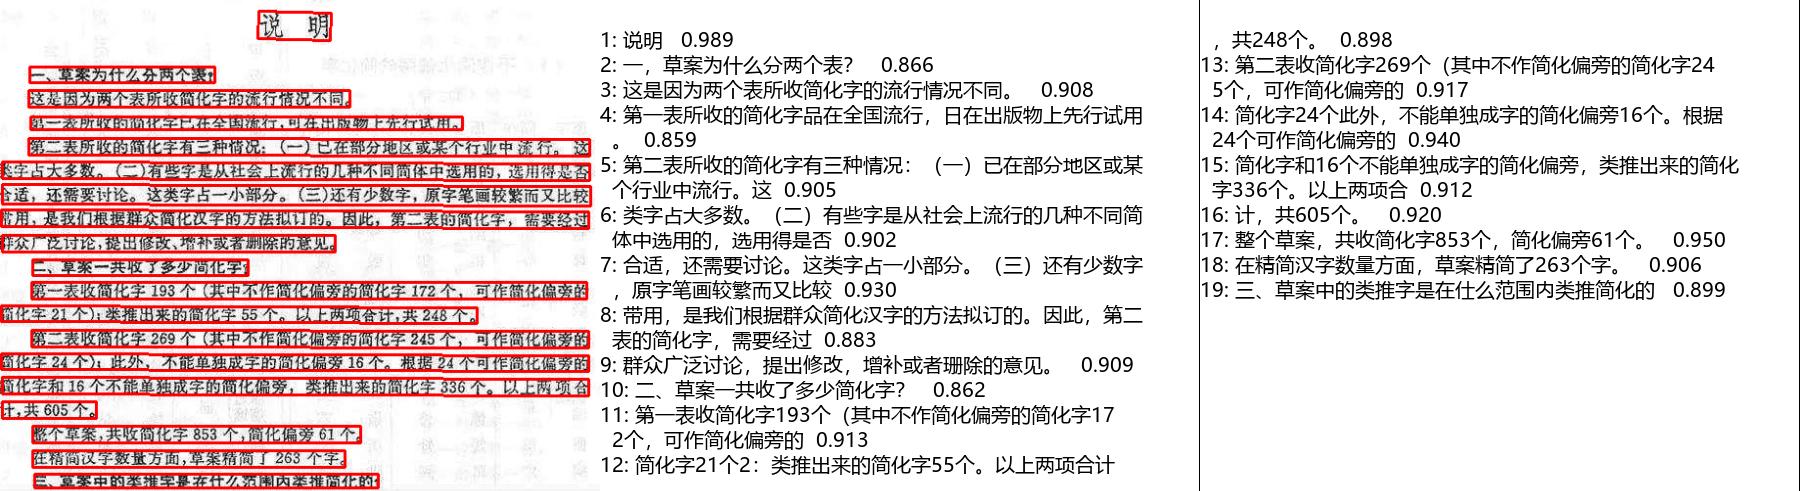 说 明
一、草案为什么分两个表?
这是因为两个表所收简化字的流行情况不同。
第一表所收的简化字已在全国流行,可在出版物上先行试用。
第二表所收的简化字有三种情况:(一)已在部分地区或某个行业中流行。这
类字占大多数。(二)有些字是从社会上流行的几种不同简体中选用的,选用得是否
合适,还需要讨论。这类字占一小部分。(三)还有少数字,原字笔画较繁而又比较
常用,是我们根据群众简化汉字的方法拟订的。因此,第二表的简化字,需要经过
群众广泛讨论,提出修改、增补或者删除的意见。
二、草案一共收了多少简化字?
第一表收简化字 193 个(其中不作简化偏旁的简化字 172 个,可作简化偏旁的
简化字 21 个);类推出来的简化字 55 个。以上两项合计,共 248 个。
第二表收简化字 269 个(其中不作简化偏旁的简化字 245 个,可作简化偏旁的
简化字 24 个);此外,不能单独成字的简化偏旁 16 个。根据 24 个可作简化偏旁的
简化字和 16 个不能单独成字的简化偏旁,类推出来的简化字 336 个。以上两项合
计,共 605 个。
整个草案,共收简化字 853 个,简化偏旁 61 个。
在精简汉字数量方面,草案精简了 263 个字。
三、草案中的类推字是在什么范围内类推简化的
1: 说明 0.989
2: 一，草案为什么分两个表？ 0.866
3: 这是因为两个表所收简化字的流行情况不同。 0.908
4: 第一表所收的简化字品在全国流行，日在出版物上先行试用
。 0.859
5: 第二表所收的简化字有三种情况：（一）已在部分地区或某
个行业中流行。这 0.905
6: 类字占大多数。（二）有些字是从社会上流行的几种不同简
体中选用的，选用得是否 0.902
7: 合适，还需要讨论。这类字占一小部分。（三）还有少数字
，原字笔画较繁而又比较 0.930
8: 带用，是我们根据群众简化汉字的方法拟订的。因此，第二
表的简化字，需要经过 0.883
9: 群众广泛讨论，提出修改，增补或者珊除的意见。 0.909
10: 二、草案一共收了多少简化字？ 0.862
11: 第一表收简化字193个（其中不作简化偏旁的简化字17
2个，可作简化偏旁的 0.913
12: 简化字21个2：类推出来的简化字55个。以上两项合计
，共248个。 0.898
13: 第二表收简化字269个（其中不作简化偏旁的简化字24
5个，可作简化偏旁的 0.917
14: 简化字24个此外，不能单独成字的简化偏旁16个。根据
24个可作简化偏旁的 0.940
15: 简化字和16个不能单独成字的简化偏旁，类推出来的简化
字336个。以上两项合 0.912
16: 计，共605个。 0.920
17: 整个草案，共收简化字853个，简化偏旁61个。 0.950
18: 在精简汉字数量方面，草案精简了263个字。 0.906
19: 三、草案中的类推字是在仕么范围内类推简化的 0.899